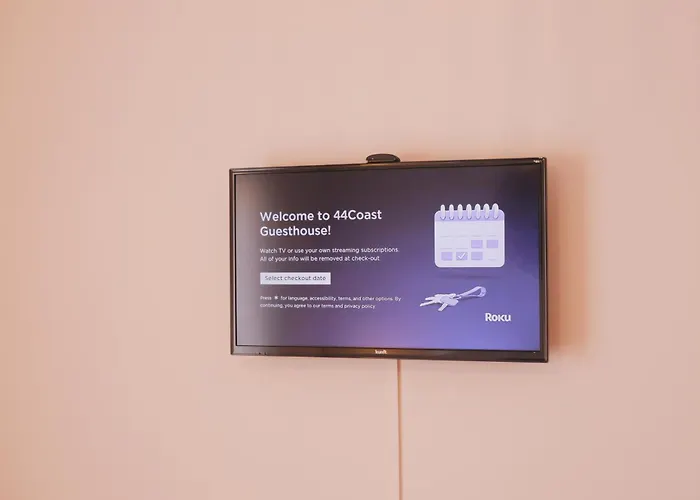 Welcome to 44Coast
Guesthouse!
Watch TV or use your own streaming subscriptions.
All of your info will be removed at check-out
Select checkout date
Press ✱ for language, accessibility, terms, and other options. By
continuing, you agree to our terms and privacy policy
Roku